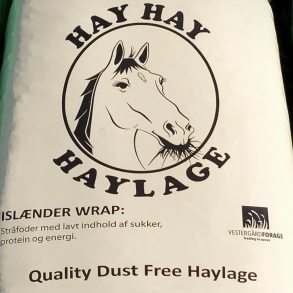 HAY HAY
HAYLAGE
ISLÆNDER WRAP:
Stråfoder med lavt indhold af sukker,
protein og energi.
VESTERGÅRDFORAGE
Quality Dust Free Haylage